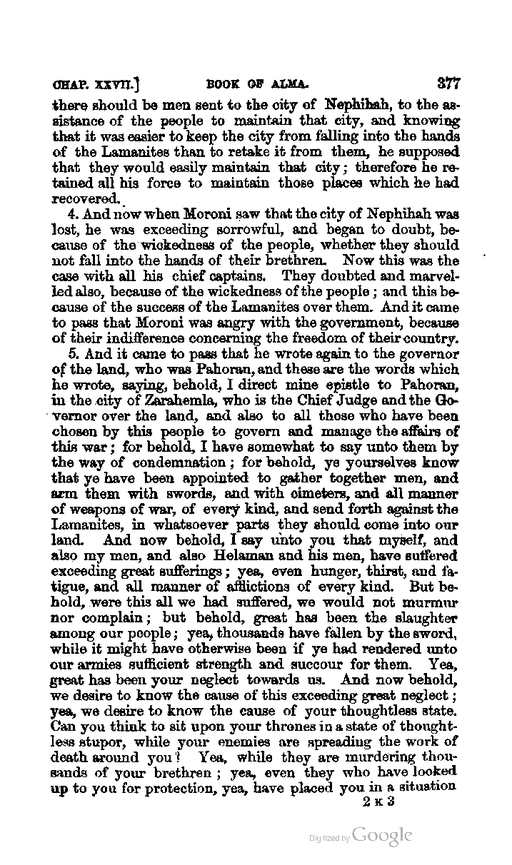 CHAP. XXVII.] BOOK OF ALMA. 377
there should be men sent to the city of Nephihah, to the as-
sistance of the people to maintain that city, and knowing
that it was easier to keep the city from falling into the hands
of the Lamanites than to retake it from them, he supposed
that they would easily maintain that city; therefore he re-
tained all his force to maintain those places which he had
recovered.
4. And now when Moroni saw that the city of Nephihah was
lost, he was exceeding sorrowful, and began to doubt, be-
cause of the wickedness of the people, whether they should
not fall into the hands of their brethren. Now this was the
case with all his chief captains. They doubted and marvel-
led also, because of the wickedness of the people; and this be-
cause of the success of the Lamanites over them. And it came
to pass that Moroni was angry with the government, because
of their indifference concerning the freedom of their country.
5. And it came to pass that he wrote again to the governor
of the land, who was Pahoran, and these are the words which
he wrote, saying, behold, I direct mine epistle to Pahoran,
in the city of Zarahemla, who is the Chief Judge and the Go-
vernor over the land, and also to all those who have been
chosen by this people to govern and manage the affairs of
this war; for behold, I have somewhat to say unto them by
the way of condemnation; for behold, ye yourselves know
that ye have been appointed to gather together men, and
arm them with swords, and with cimeters, and all manner
of weapons of war, of every kind, and send forth against the
Lamanites, in whatsoever parts they should come into our
land. And now behold, I say unto you that myself, and
also my men, and also Helaman and his men, have suffered
exceeding great sufferings; yea, even hunger, thirst, and fa-
tigue, and all manner of afflictions of every kind. But be-
hold, were this all we had suffered, we would not murmur
nor complain; but behold, great has been the slaughter
among our people; yea, thousands have fallen by the sword,
while it might have otherwise been if ye had rendered unto
our armies sufficient strength and succour for them. Yea,
great has been your neglect towards us. And now behold,
we desire to know the cause of this exceeding great neglect;
yea, we desire to know the cause of your thoughtless state.
Can you think to sit upon your thrones in a state of thought-
less stupor, while your enemies are spreading the work of
death around you? Yea, while they are murdering thou-
sands of your brethren; yea, even they who have looked
up to you for protection, yea, have placed you in a situation
2 K 3
Digitized by Google